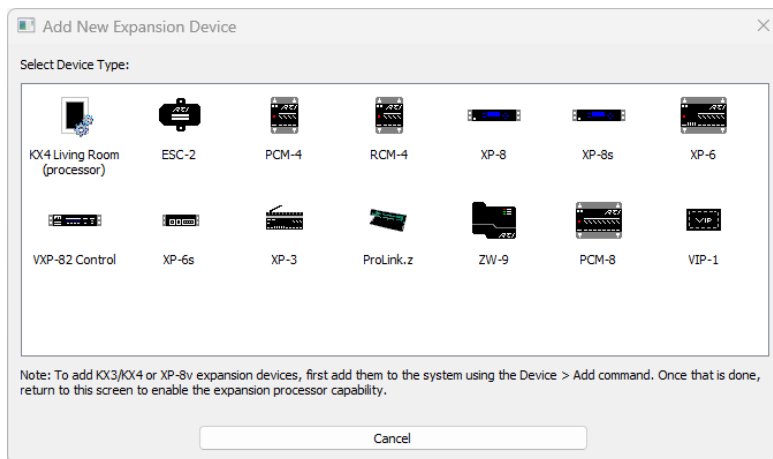 Add New Expansion Device
Select Device Type:
KX4 Living Room
(processor)
ESC-2
PCM-4
RCM-4
XP-8
XP-8s
XP-6
VXP-82 Control
XP-6s
XP-3
ProLink.z
ZW-9
PCM-8
VIP
VIP-1
Note: To add KX3/KX4 or XP-8v expansion devices, first add them to the system using the Device > Add command. Once that is done,
return to this screen to enable the expansion processor capability.
Cancel